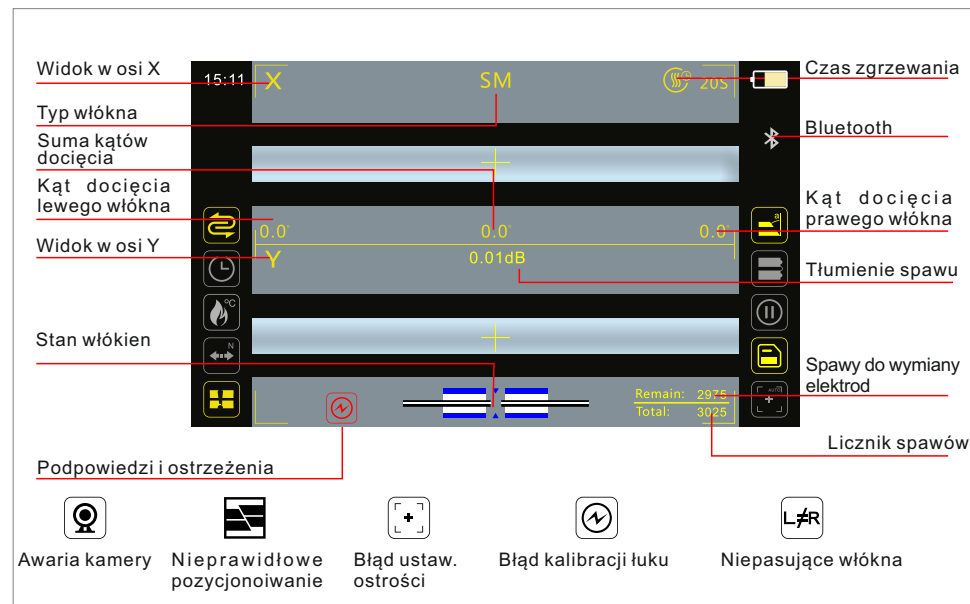 Widok w osi X
Typ włókna
Suma kątów
docięcia
Kąt docięcia
lewego włókna
Widok w osi Y
Stan włókien
Podpowiedzi i ostrzeżenia
15:11
X
SM
20S
0.0°
0.0°
0.0°
Y
0.01dB
°C
N
Remain: 2975
Total: 3025
a
AUTO
Czas zgrzewania
Bluetooth
Kąt docięcia
prawego włókna
Tłumienie spawu
Spawy do wymiany
elektrod
Licznik spawów
L≠R
Awaria kamery
Nieprawidłowe
pozycjonoiwanie
Błąd ustaw.
ostrości
Błąd kalibracji łuku
Niepasujące włókna